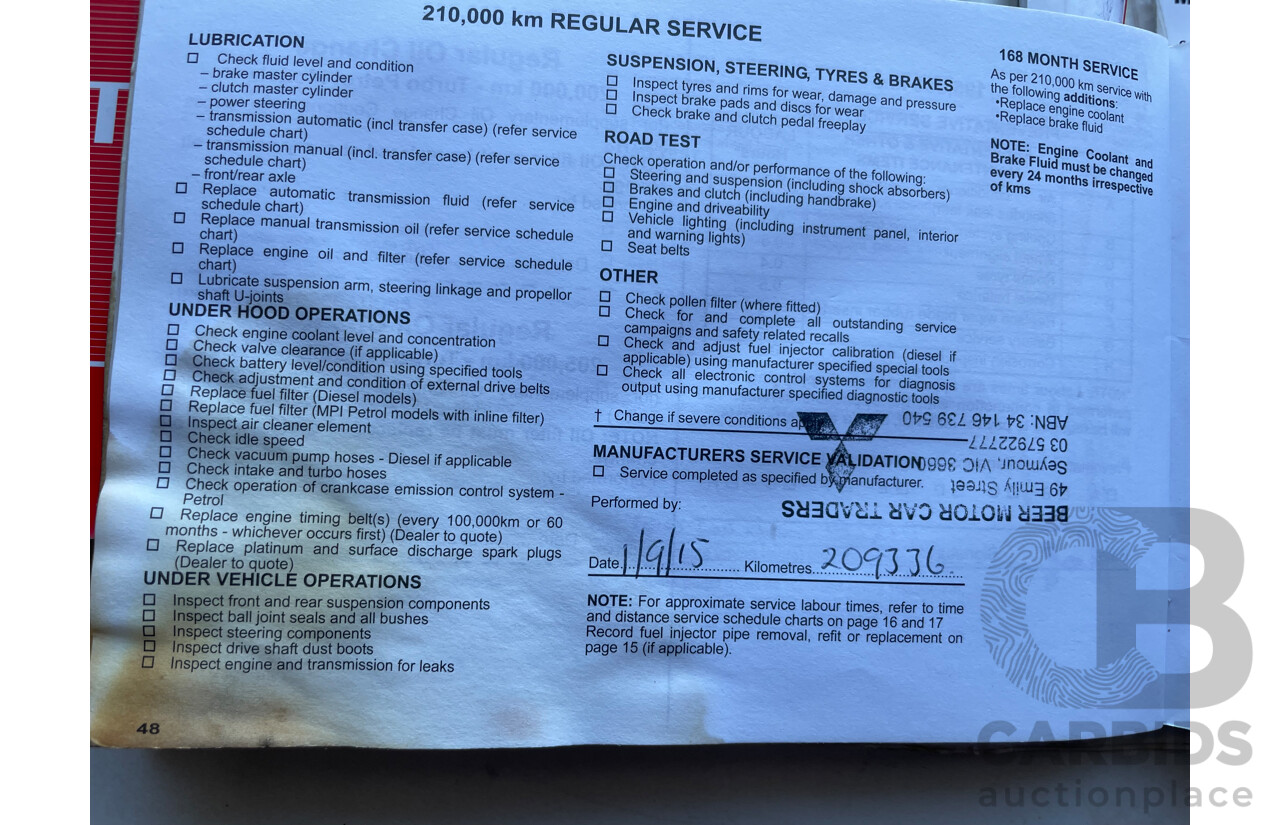 210,000 km REGULAR SERVICE
LUBRICATION
Check fluid level and condition
– brake master cylinder
– clutch master cylinder
– power steering
– transmission automatic (incl transfer case) (refer service
schedule chart)
– transmission manual (incl. transfer case) (refer service
schedule chart)
– front/rear axle
Replace automatic transmission fluid (refer service
schedule chart)
Replace manual transmission oil (refer service schedule
chart)
Replace engine oil and filter (refer service schedule
chart)
Lubricate suspension arm, steering linkage and propellor
shaft U-joints
UNDER HOOD OPERATIONS
Check engine coolant level and concentration
Check valve clearance (if applicable)
Check battery level/condition using specified tools
Check adjustment and condition of external drive belts
Replace fuel filter (Diesel models)
Replace fuel filter (MPI Petrol models with inline filter)
Inspect air cleaner element
Check idle speed
Check vacuum pump hoses - Diesel if applicable
Check intake and turbo hoses
Check operation of crankcase emission control system -
Petrol
Replace engine timing belt(s) (every 100,000km or 60
months - whichever occurs first) (Dealer to quote)
Replace platinum and surface discharge spark plugs
(Dealer to quote)
UNDER VEHICLE OPERATIONS
Inspect front and rear suspension components
Inspect ball joint seals and all bushes
Inspect steering components
Inspect drive shaft dust boots
Inspect engine and transmission for leaks
48
SUSPENSION, STEERING, TYRES & BRAKES
Inspect tyres and rims for wear, damage and pressure
Inspect brake pads and discs for wear
Check brake and clutch pedal freeplay
ROAD TEST
Check operation and/or performance of the following:
Steering and suspension (including shock absorbers)
Brakes and clutch (including handbrake)
Engine and driveability
Vehicle lighting (including instrument panel, interior
and warning lights)
Seat belts
OTHER
Check pollen filter (where fitted)
Check for and complete all outstanding service
campaigns and safety related recalls
Check and adjust fuel injector calibration (diesel if
applicable) using manufacturer specified special tools
Check all electronic control systems for diagnosis
output using manufacturer specified diagnostic tools
† Change if severe conditions
MANUFACTURERS SERVICE VALIDATION
Service completed as specified by manufacturer.
Performed by:
BEER MOTOR CAR TRADERS
49 Emily Street
Seymour, VIC 3660
03 57922777
ABN: 34 146 739 540
Date 1/9/15 Kilometres 209336
NOTE: For approximate service labour times, refer to time
and distance service schedule charts on page 16 and 17
Record fuel injector pipe removal, refit or replacement on
page 15 (if applicable).
168 MONTH SERVICE
As per 210,000 km service with
the following additions:
•Replace engine coolant
•Replace brake fluid
NOTE: Engine Coolant and
Brake Fluid must be changed
every 24 months irrespective
of kms
CB
CARBIDS
auctionplace